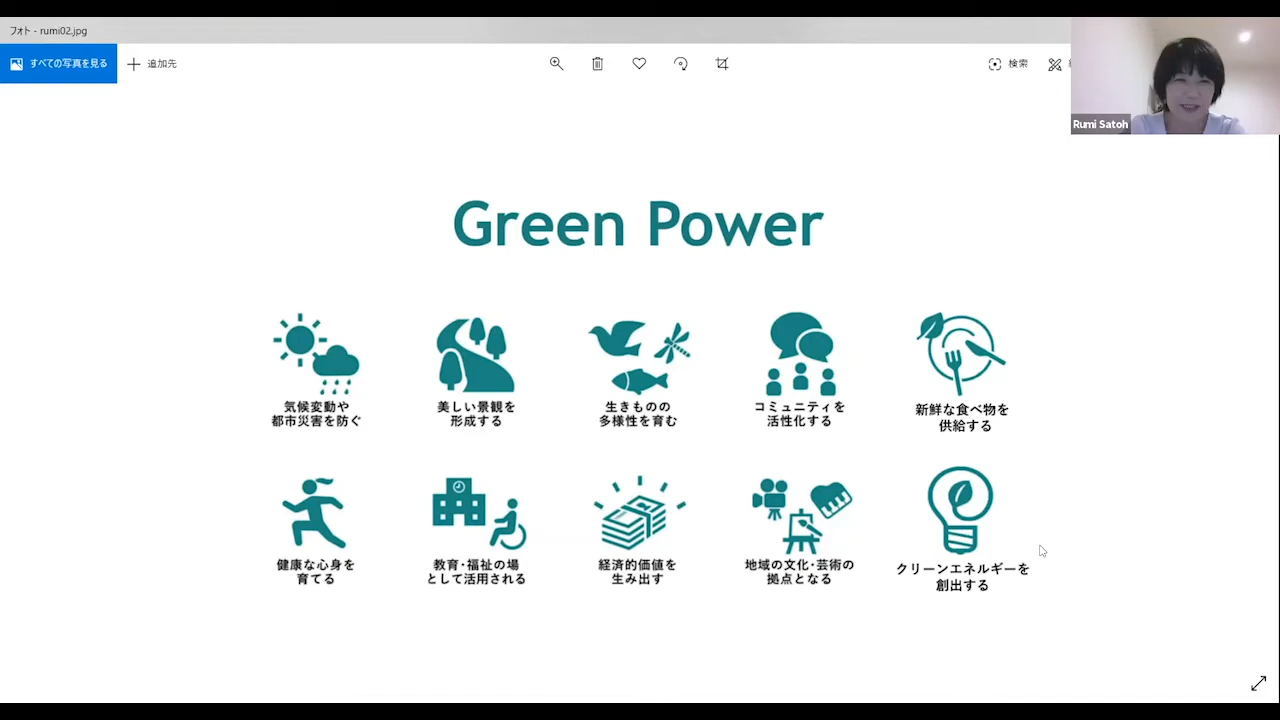 フォト - rumi02.jpg
すべての写真を見る
追加先
検索
Rumi Satoh
Green Power
気候変動や
都市災害を防ぐ
美しい景観を
形成する
生きものの
多様性を育む
コミュニティを
活性化する
新鮮な食べ物を
供給する
健康な心身を
育てる
教育・福祉の場
として活用される
経済的価値を
生み出す
地域の文化・芸術の
拠点となる
クリーンエネルギーを
創出する